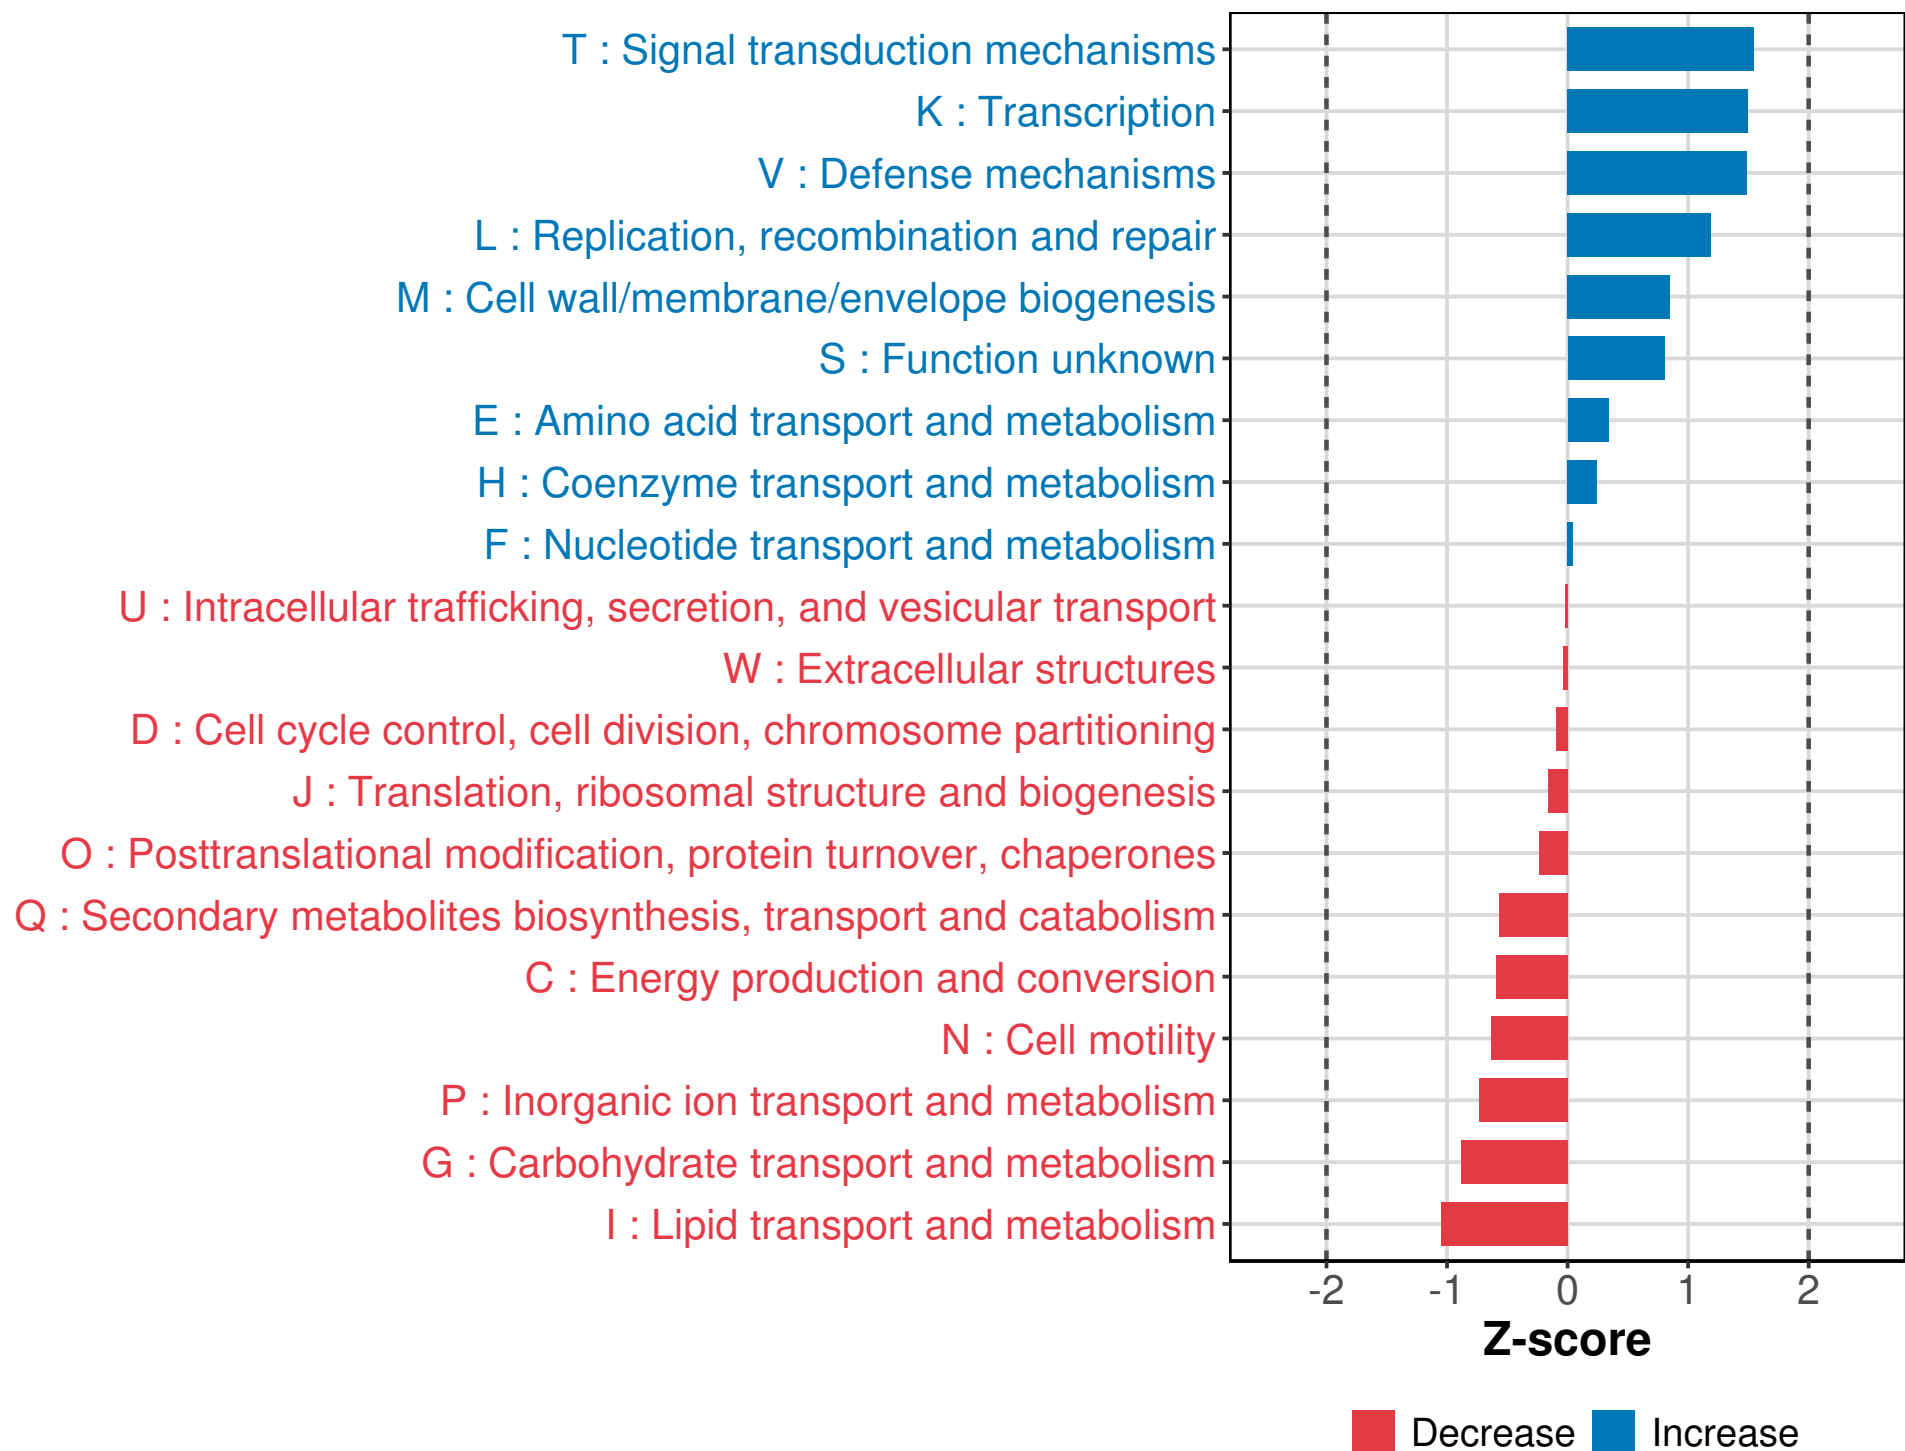 T : Signal transduction mechanisms
K : Transcription
V : Defense mechanisms
L : Replication, recombination and repair
M : Cell wall/membrane/envelope biogenesis
S : Function unknown
E : Amino acid transport and metabolism
H : Coenzyme transport and metabolism
F : Nucleotide transport and metabolism
U : Intracellular trafficking, secretion, and vesicular transport
W : Extracellular structures
D : Cell cycle control, cell division, chromosome partitioning
J : Translation, ribosomal structure and biogenesis
O : Posttranslational modification, protein turnover, chaperones
Q : Secondary metabolites biosynthesis, transport and catabolism
C : Energy production and conversion
N : Cell motility
P : Inorganic ion transport and metabolism
G : Carbohydrate transport and metabolism
I : Lipid transport and metabolism
-2 -1 0 1 2
Z-score
Decrease Increase